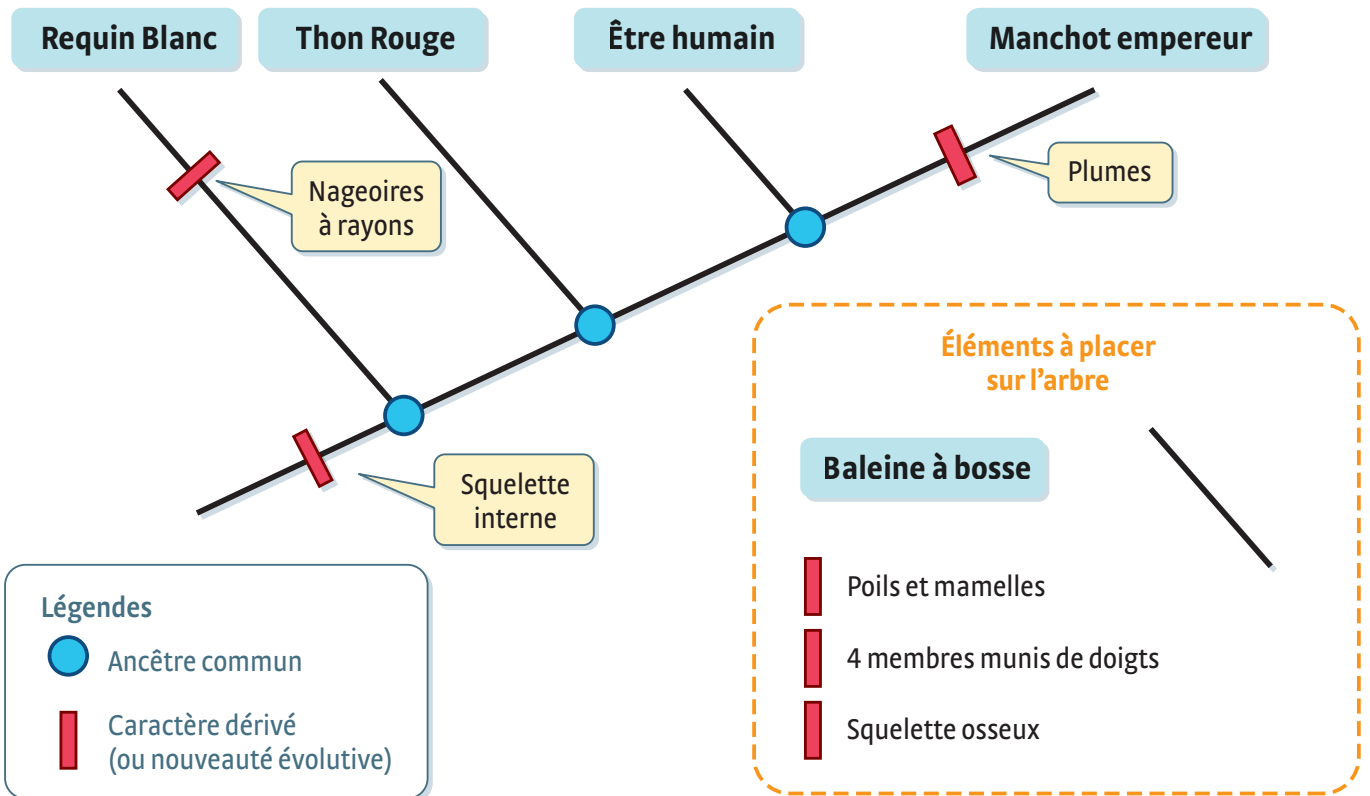 Requin Blanc
Thon Rouge
Être humain
Manchot empereur
Nageoires
à rayons
Plumes
Squelette
interne
Légendes
Ancêtre commun
Caractère dérivé
(ou nouveauté évolutive)
Éléments à placer
sur l’arbre
Baleine à bosse
Poils et mamelles
4 membres munis de doigts
Squelette osseux